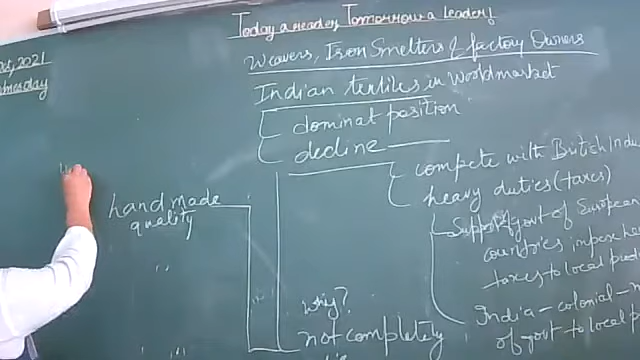 Today a reader, Tomorrow a leader!
2021
Wednesday
Weavers, Iron Smelters & factory Owners
Indian textiles in world market
dominat position
decline
compete with British Indu
heavy duties (taxes)
Support of govt of European
countries impose hea
taxes to local prod
India - colonial - n
of govt to local p
hand made
quality
why?
not completely